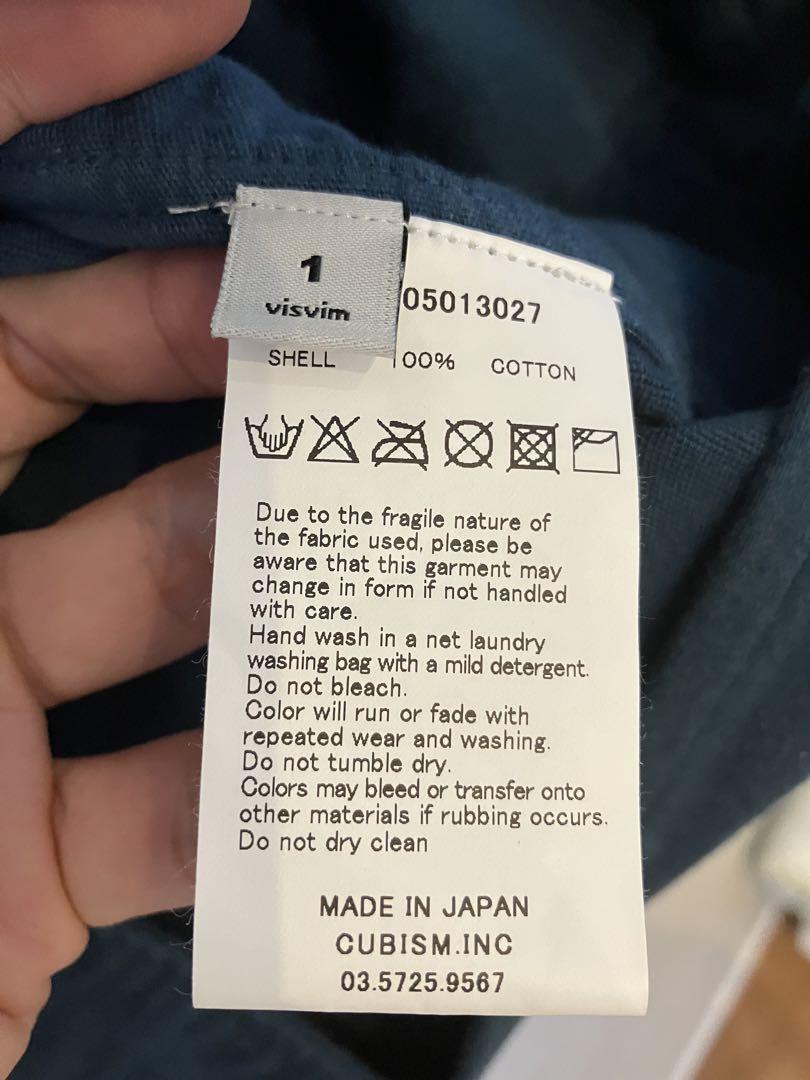 1
visvim
05013027
SHELL 100% COTTON
Due to the fragile nature of
the fabric used, please be
aware that this garment may
change in form if not handled
with care.
Hand wash in a net laundry
washing bag with a mild detergent.
Do not bleach.
Color will run or fade with
repeated wear and washing.
Do not tumble dry.
Colors may bleed or transfer onto
other materials if rubbing occurs.
Do not dry clean
MADE IN JAPAN
CUBISM.INC
03.5725.9567